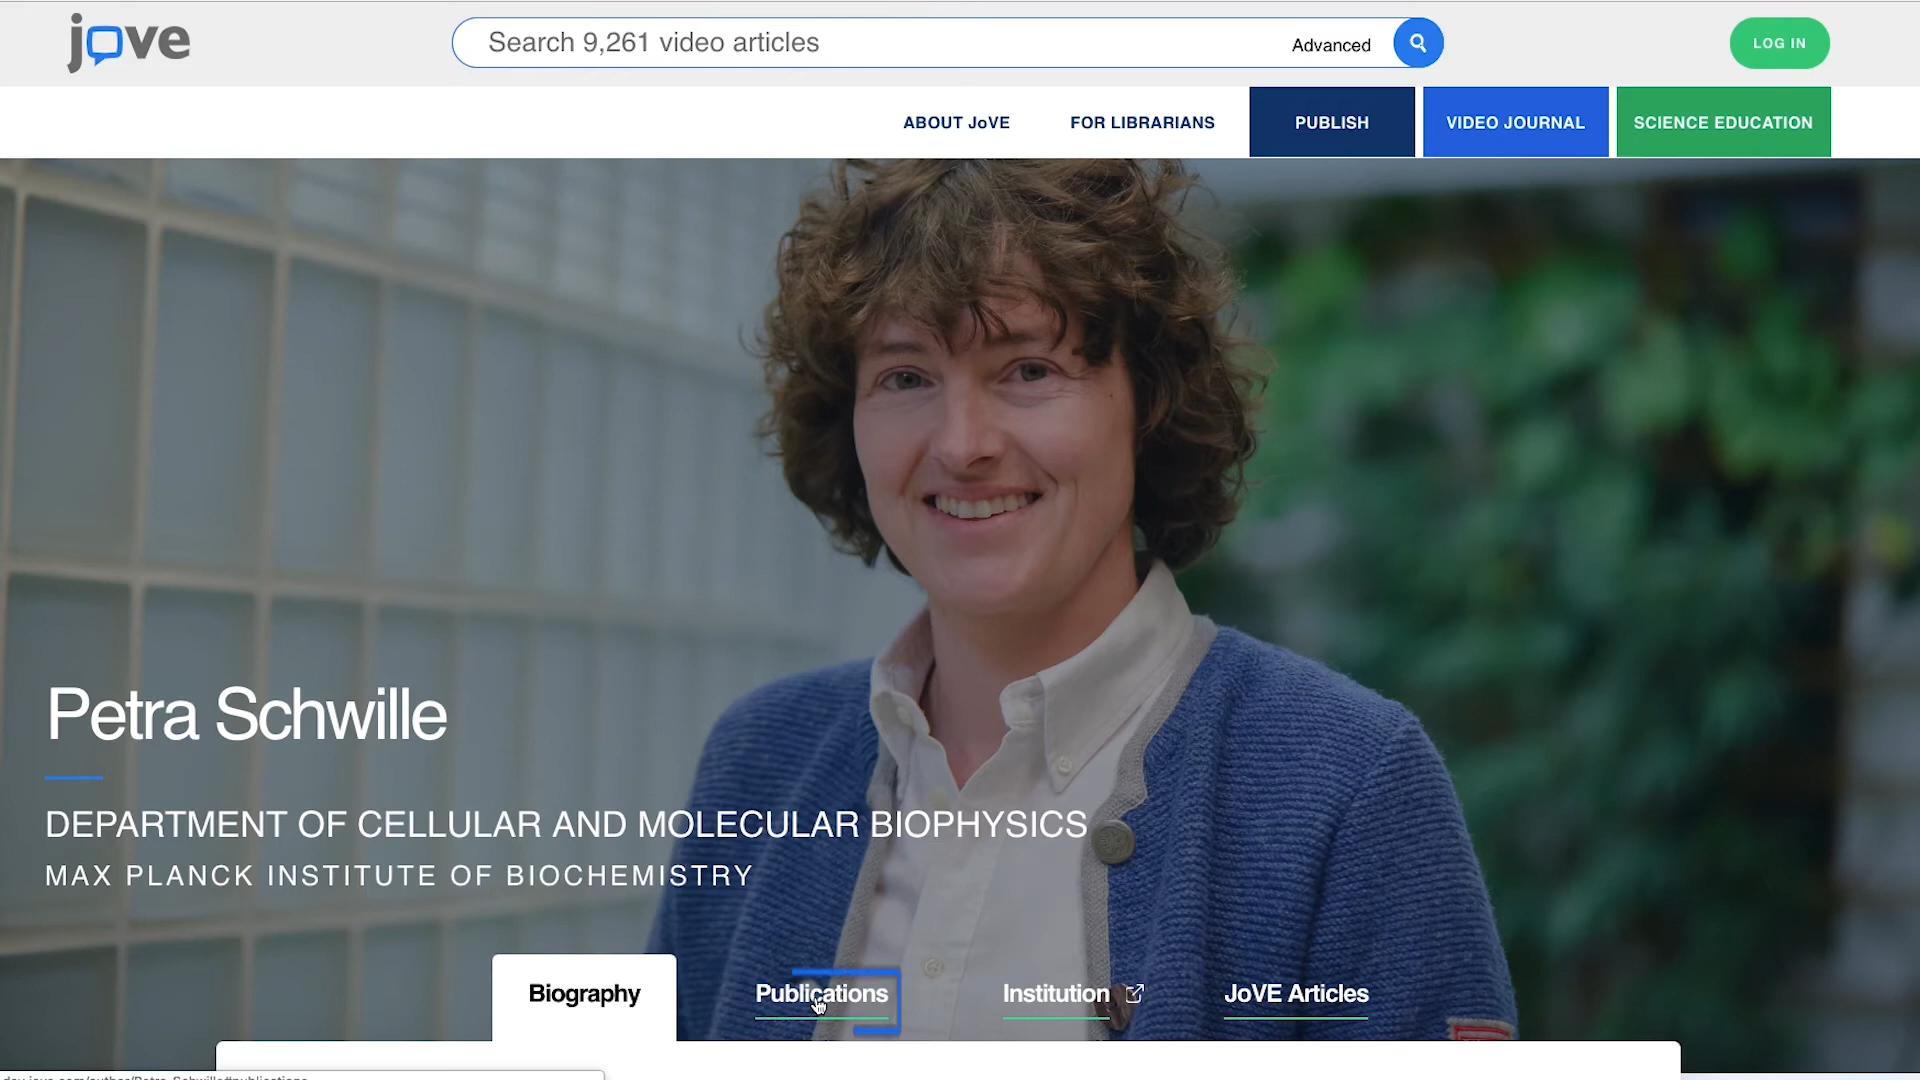 jove
Search 9,261 video articles
Advanced
LOG IN
ABOUT JoVE
FOR LIBRARIANS
PUBLISH
VIDEO JOURNAL
SCIENCE EDUCATION
Petra Schwille
DEPARTMENT OF CELLULAR AND MOLECULAR BIOPHYSICS
MAX PLANCK INSTITUTE OF BIOCHEMISTRY
Biography
Publications
Institution
JoVE Articles